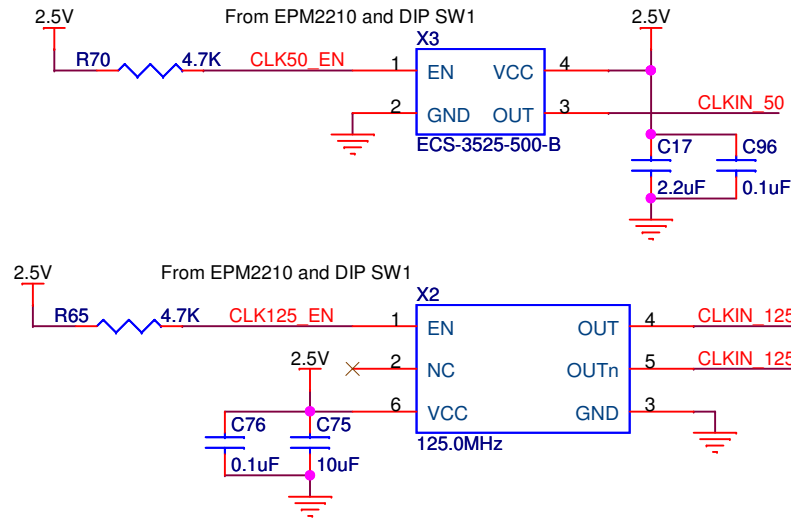 2.5V From EPM2210 and DIP SW1 2.5V
X3
R70 4.7K CLK50_EN 1 EN VCC 4
2 GND OUT 3 CLKIN_50
ECS-3525-500-B C17 C96
2.2uF 0.1uF
2.5V From EPM2210 and DIP SW1
X2
R65 4.7K CLK125_EN 1 EN OUT 4 CLKIN_125
2.5V 2 NC OUTn 5 CLKIN_125
6 VCC GND 3
C76 C75
125.0MHz
0.1uF 10uF